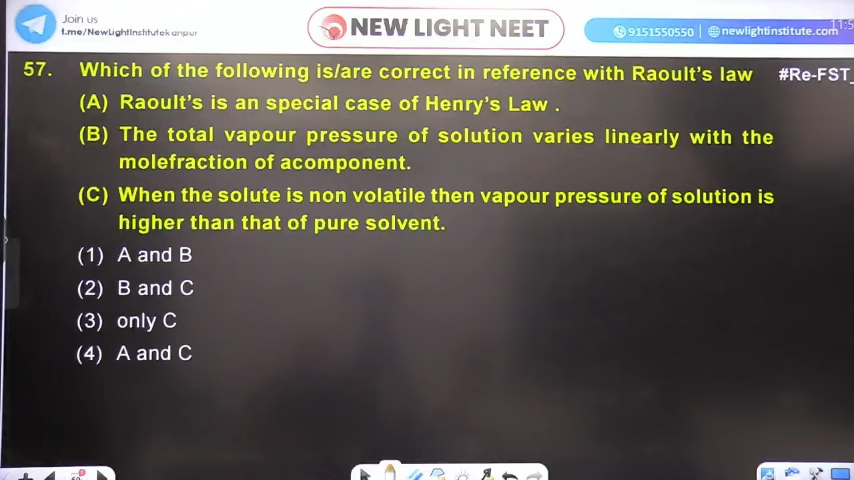 Join us
t.me/NewLightInstitutekanpur
NEW LIGHT NEET
9151550550 | newlightinstitute.com
11:5
57. Which of the following is/are correct in reference with Raoult's law #Re-FST_
(A) Raoult's is an special case of Henry's Law .
(B) The total vapour pressure of solution varies linearly with the
molefraction of acomponent.
(C) When the solute is non volatile then vapour pressure of solution is
higher than that of pure solvent.
(1) A and B
(2) B and C
(3) only C
(4) A and C